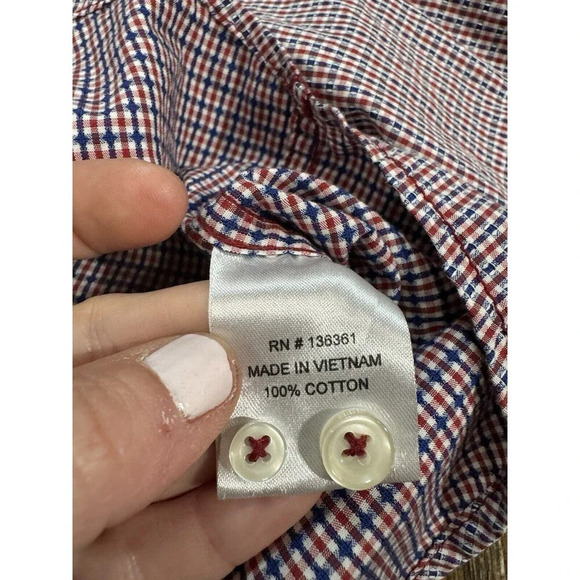 RN # 136361
MADE IN VIETNAM
100% COTTON